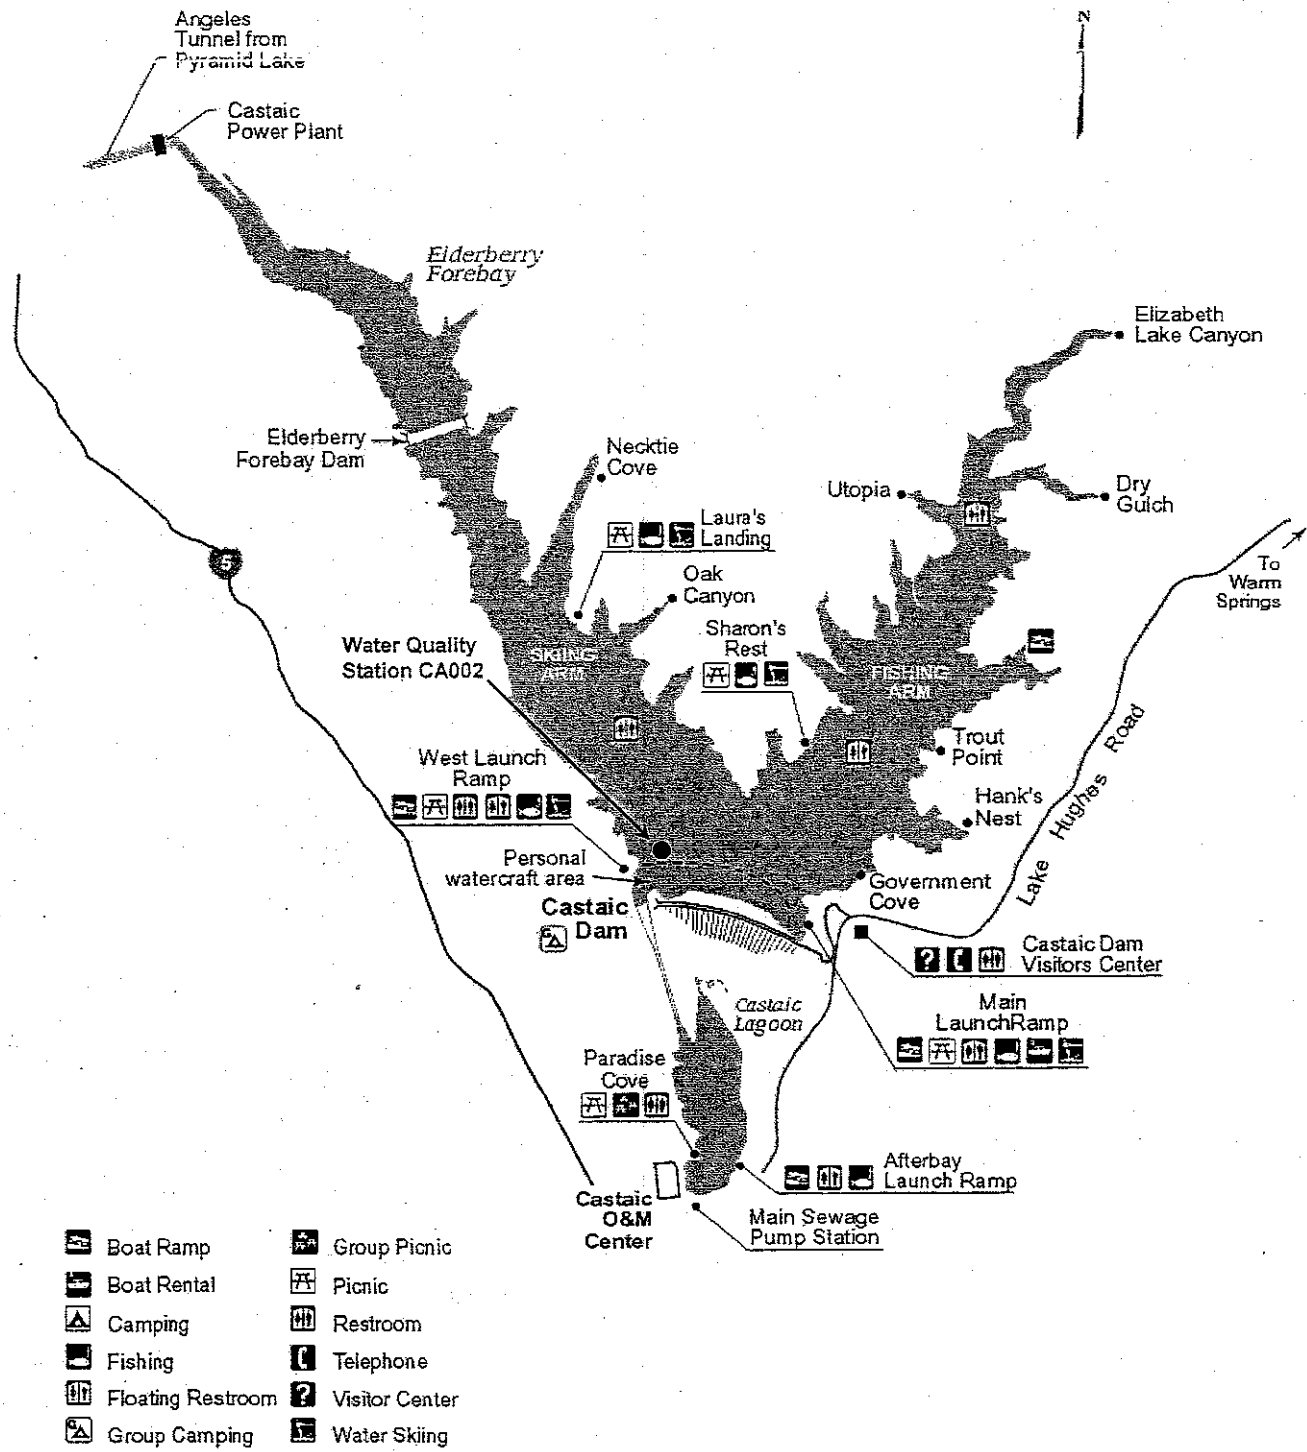 Angeles
Tunnel from
Pyramid Lake
N
Castaic
Power Plant
Elderberry
Forebay
Elizabeth
Lake Canyon
Elderberry
Forebay Dam
Necktie
Cove
Utopia
Dry
Gulch
Laura's
Landing
5
To
Warm
Springs
Oak
Canyon
Sharon's
Rest
Water Quality
Station CA002
SKIING
ARM
FISHING
ARM
Trout
Point
West Launch
Ramp
Hank's
Nest
Lake Hughes Road
Personal
watercraft area
Government
Cove
Castaic
Dam
G
Castaic Dam
Visitors Center
?
Castaic
Lagoon
Main
LaunchRamp
Paradise
Cove
Afterbay
Launch Ramp
Castaic
O&M
Center
Main Sewage
Pump Station
Boat Ramp
Group Picnic
Boat Rental
Picnic
Camping
Restroom
Fishing
Telephone
Floating Restroom
? Visitor Center
G Group Camping
Water Skiing